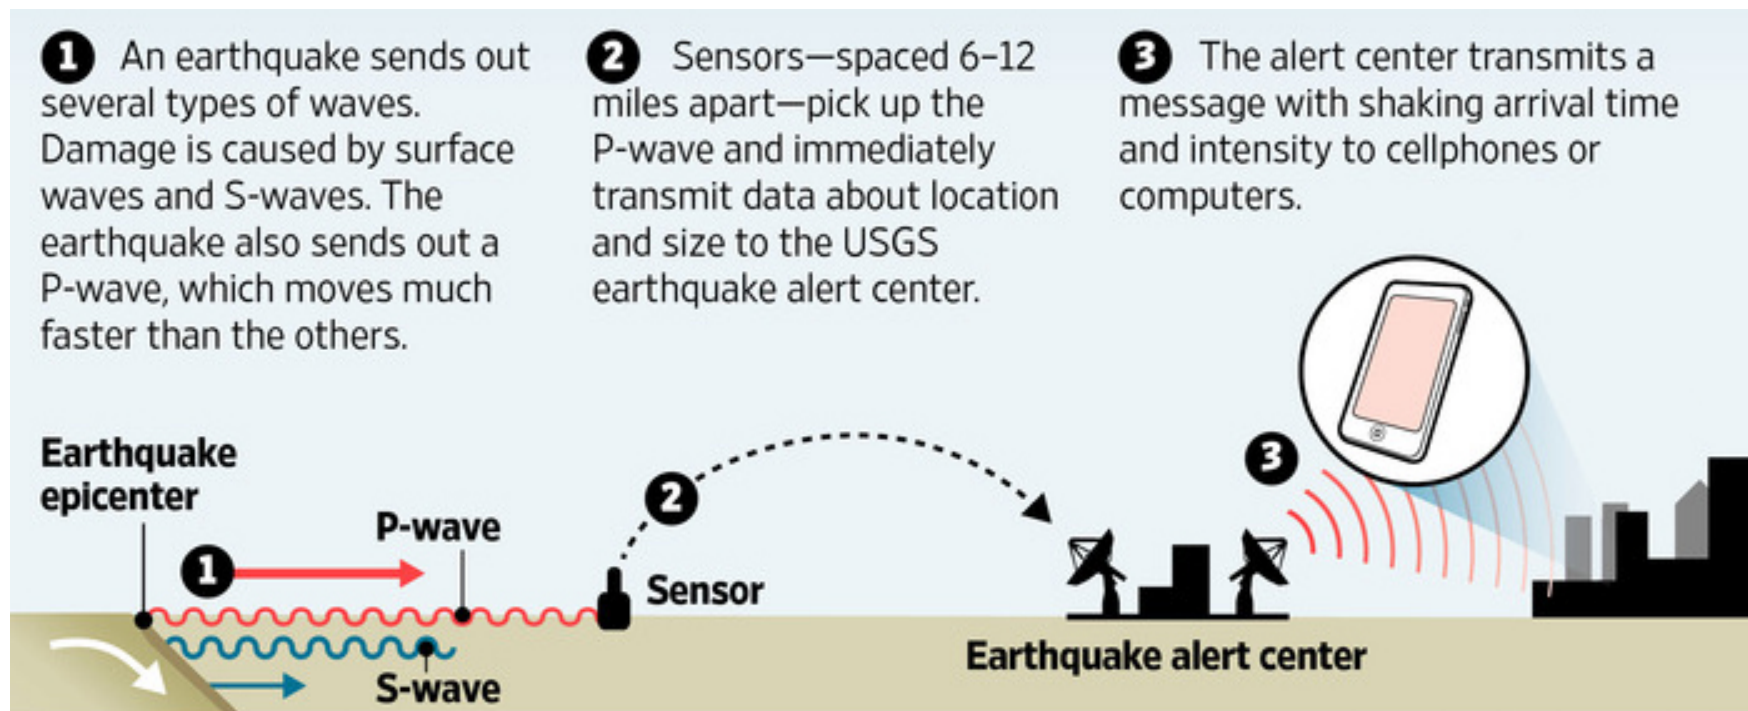 1 An earthquake sends out
several types of waves.
Damage is caused by surface
waves and S-waves. The
earthquake also sends out a
P-wave, which moves much
faster than the others.
2 Sensors—spaced 6–12
miles apart—pick up the
P-wave and immediately
transmit data about location
and size to the USGS
earthquake alert center.
3 The alert center transmits a
message with shaking arrival time
and intensity to cellphones or
computers.
Earthquake
epicenter
1
P-wave
S-wave
2
Sensor
Earthquake alert center
3